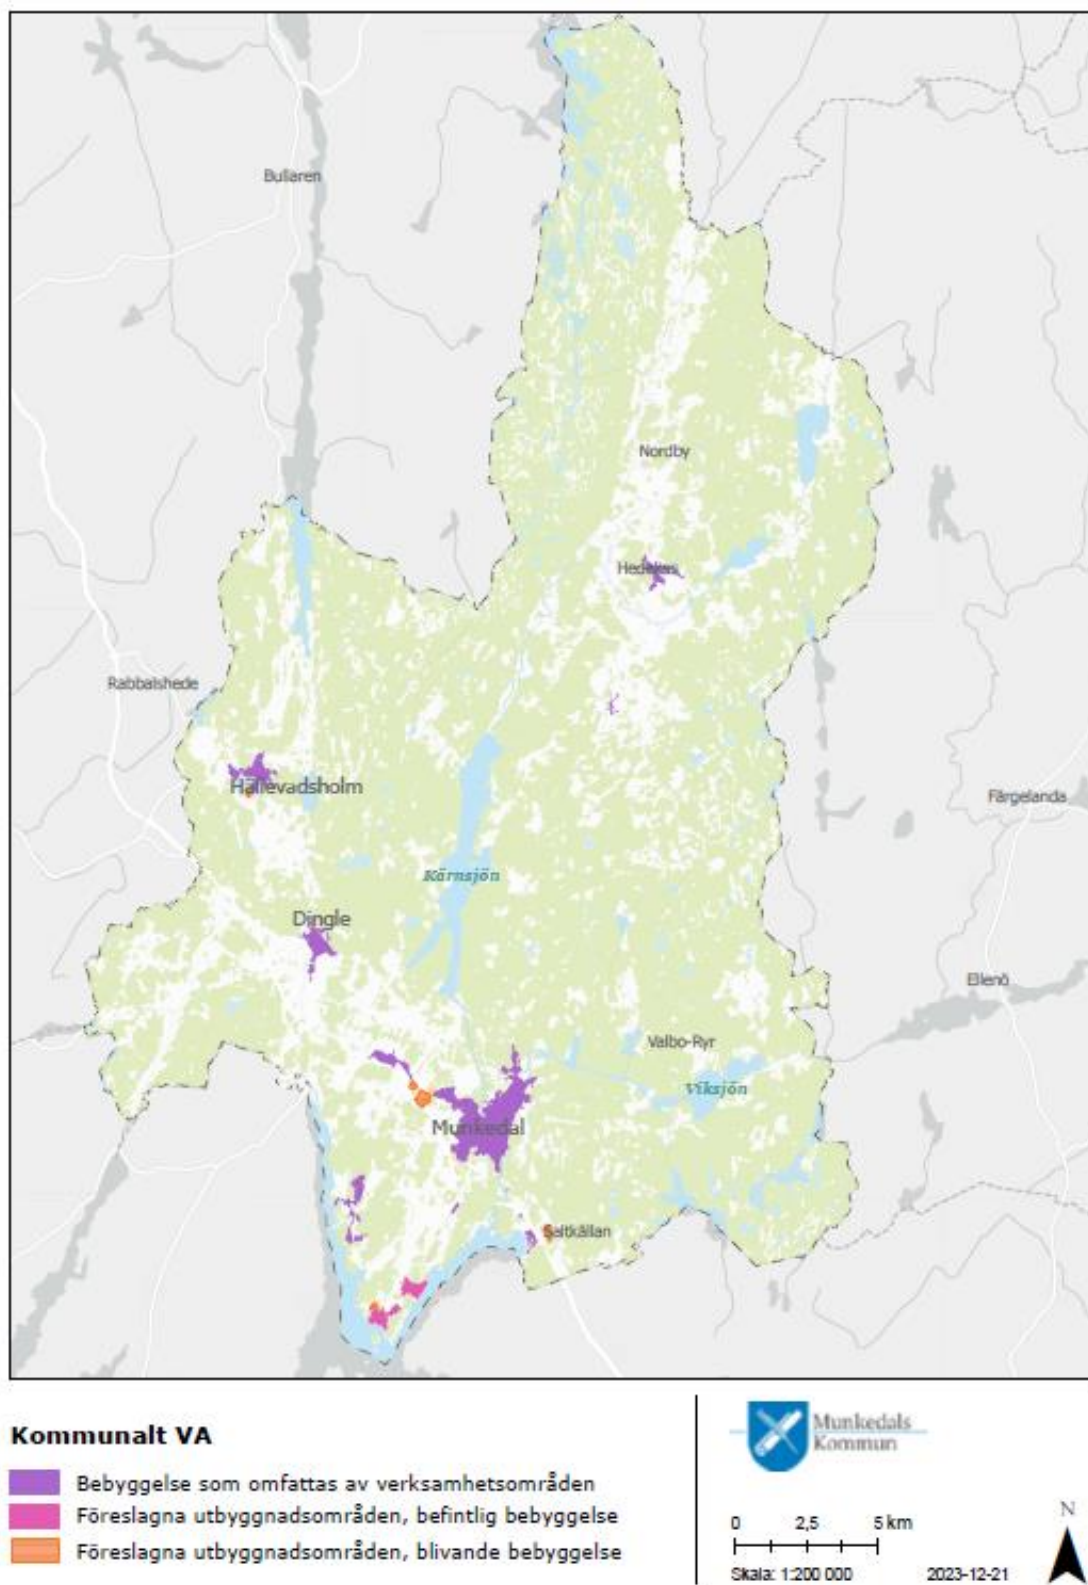 Bullaren
Nordby
Hedekas
Rabbalshede
Hällevadsholm
Färgelanda
Kärnsjön
Dingle
Ellenö
Valbo-Ryr
Viksjön
Munkedal
Saltkällan
Kommunalt VA
Bebyggelse som omfattas av verksamhetsområden
Föreslagna utbyggnadsområden, befintlig bebyggelse
Föreslagna utbyggnadsområden, blivande bebyggelse
Munkedals
Kommun
0 2,5 5 km
N
Skala: 1:200 000 2023-12-21